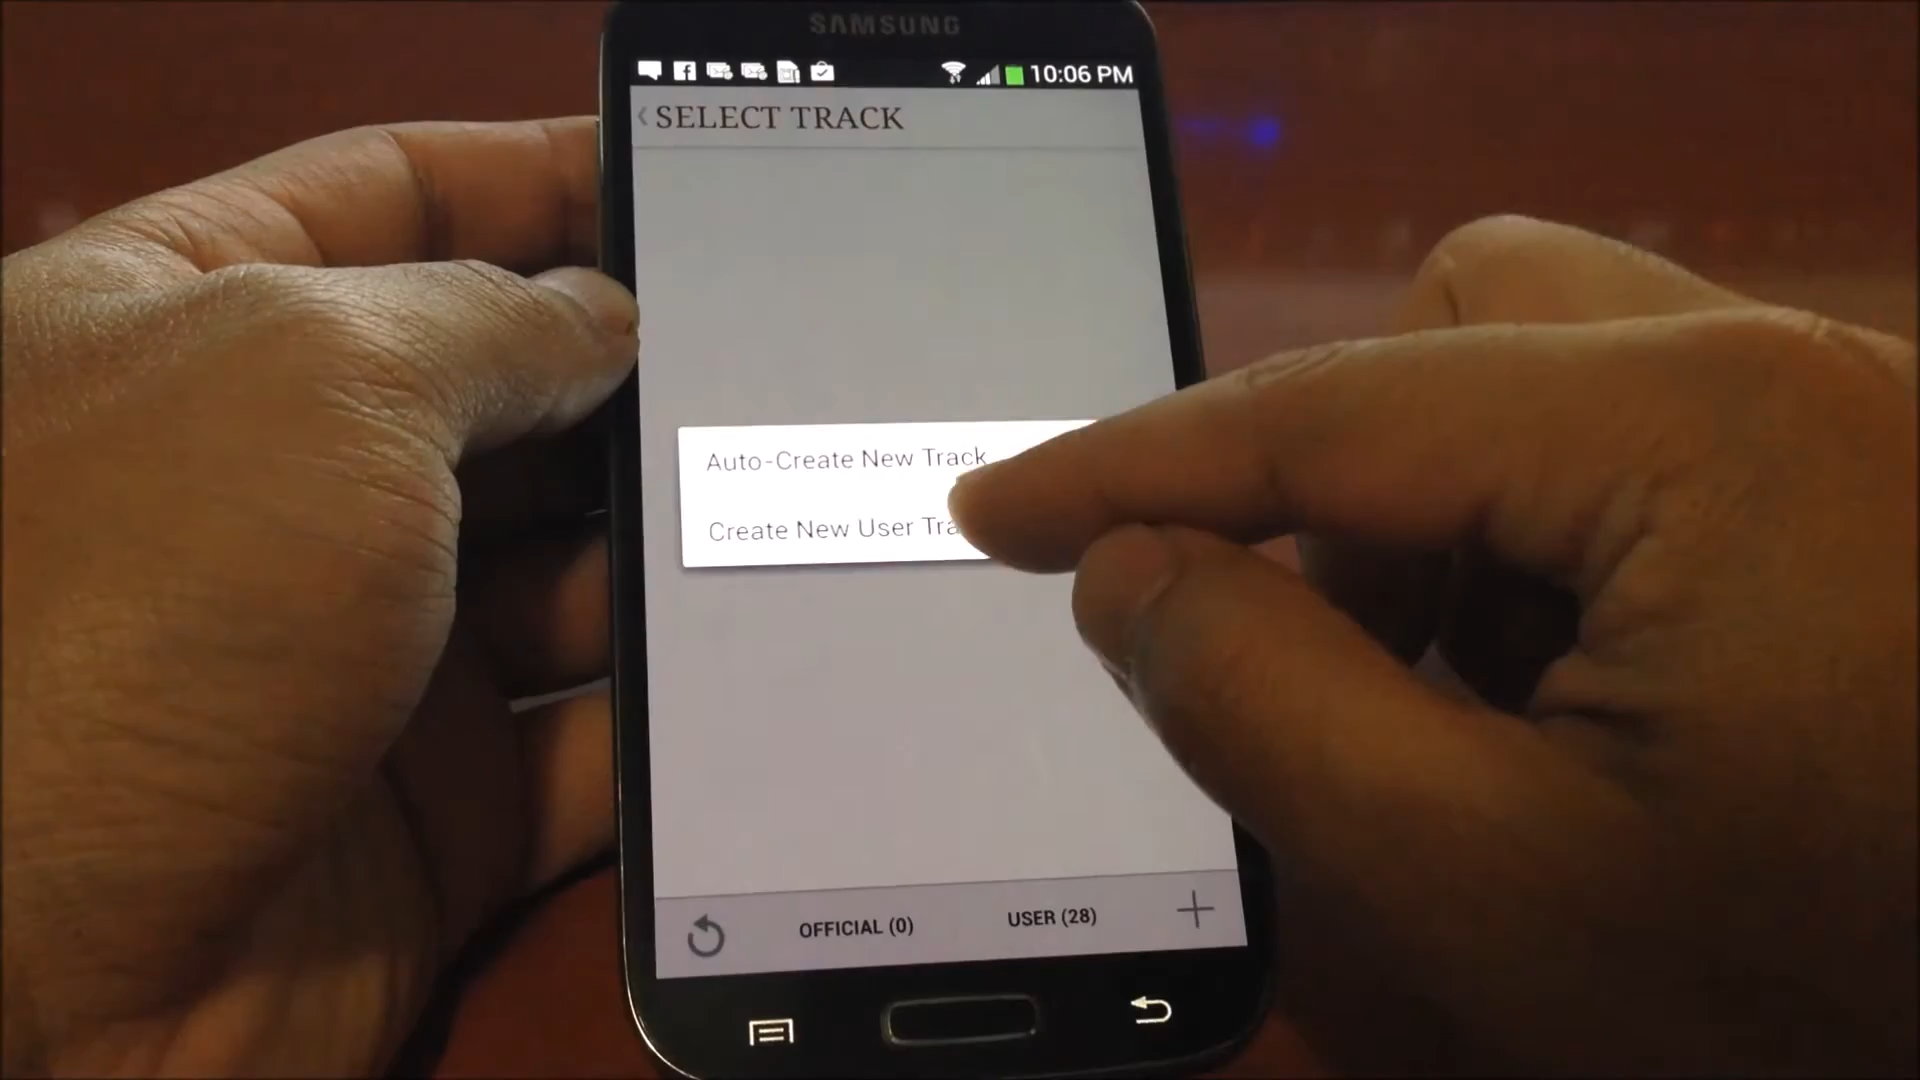 SAMSUNG
10:06 PM
SELECT TRACK
Auto-Create New Track
Create New User Tra
OFFICIAL (0)
USER (28)